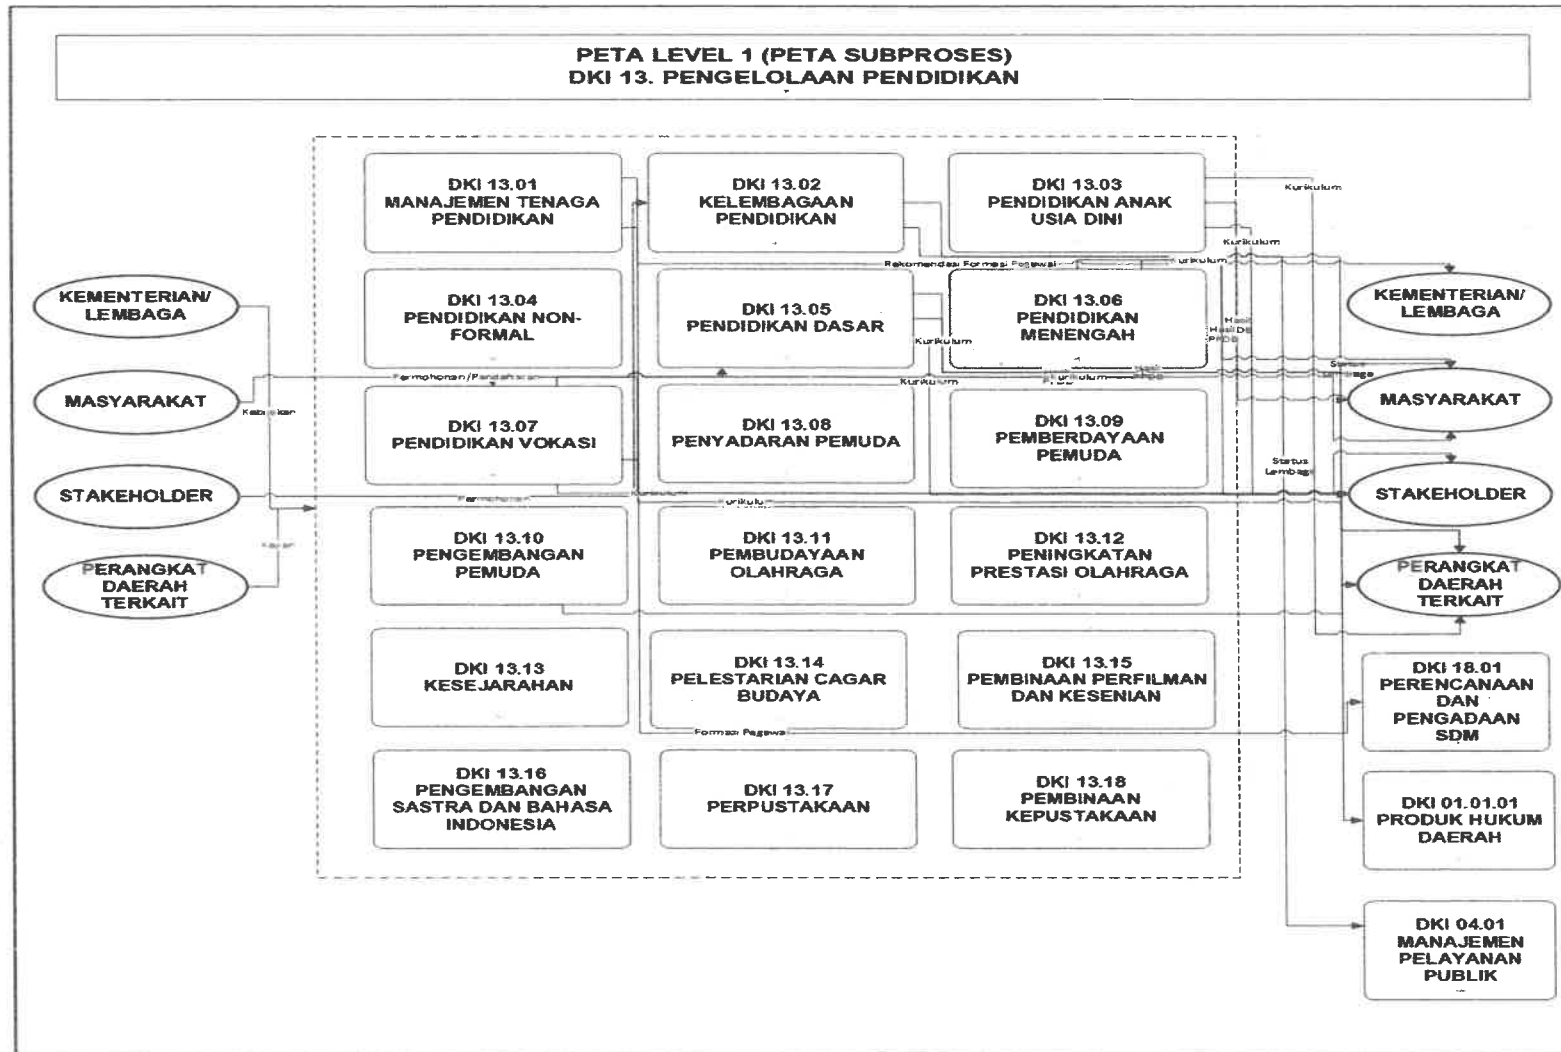 PETA LEVEL 1 (PETA SUBPROSES)
DKI 13. PENGELOLAAN PENDIDIKAN
DKI 13.01
MANAJEMEN TENAGA
PENDIDIKAN
DKI 13.02
KELEMBAGAAN
PENDIDIKAN
DKI 13.03
PENDIDIKAN ANAK
USIA DINI
Kurikulum
Kurikulum
Rekomendasi Formasi Pegawai
Kurikulum
KEMENTERIAN/
LEMBAGA
DKI 13.04
PENDIDIKAN NON-
FORMAL
DKI 13.05
PENDIDIKAN DASAR
DKI 13.06
PENDIDIKAN
MENENGAH
Hasil
PPDB
KEMENTERIAN/
LEMBAGA
Kurikulum
MASYARAKAT
Permohonan/Pendaftaran
Kurikulum
Kurikulum
MASYARAKAT
Kebijakan
DKI 13.07
PENDIDIKAN VOKASI
DKI 13.08
PENYADARAN PEMUDA
DKI 13.09
PEMBERDAYAAN
PEMUDA
Status
Lembaga
STAKEHOLDER
Permohonan
Kurikulum
Kurikulum
STAKEHOLDER
DKI 13.10
PENGEMBANGAN
PEMUDA
DKI 13.11
PEMBUDAYAAN
OLAHRAGA
DKI 13.12
PENINGKATAN
PRESTASI OLAHRAGA
PERANGKAT
DAERAH
TERKAIT
PERANGKAT
DAERAH
TERKAIT
DKI 13.13
KESEJARAHAN
DKI 13.14
PELESTARIAN CAGAR
BUDAYA
DKI 13.15
PEMBINAAN PERFILMAN
DAN KESENIAN
DKI 18.01
PERENCANAAN
DAN
PENGADAAN
SDM
Formasi Pegawai
DKI 13.16
PENGEMBANGAN
SASTRA DAN BAHASA
INDONESIA
DKI 13.17
PERPUSTAKAAN
DKI 13.18
PEMBINAAN
KEPUSTAKAAN
DKI 01.01.01
PRODUK HUKUM
DAERAH
DKI 04.01
MANAJEMEN
PELAYANAN
PUBLIK